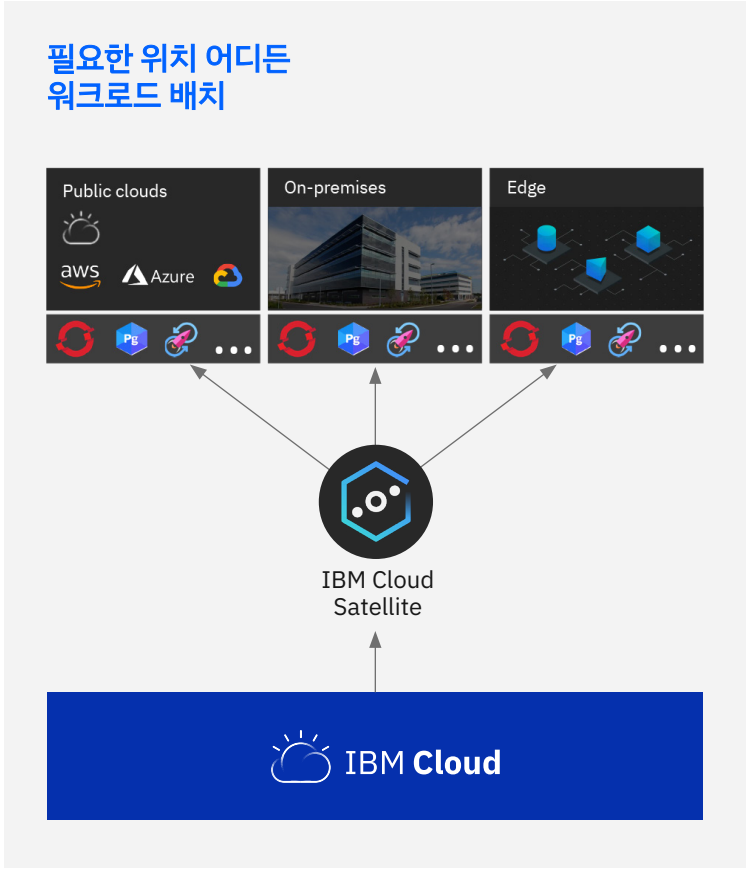 필요한 위치 어디든
워크로드 배치
Public clouds
On-premises
Edge
aws
Azure
Pg
Pg
Pg
IBM Cloud
Satellite
IBM Cloud